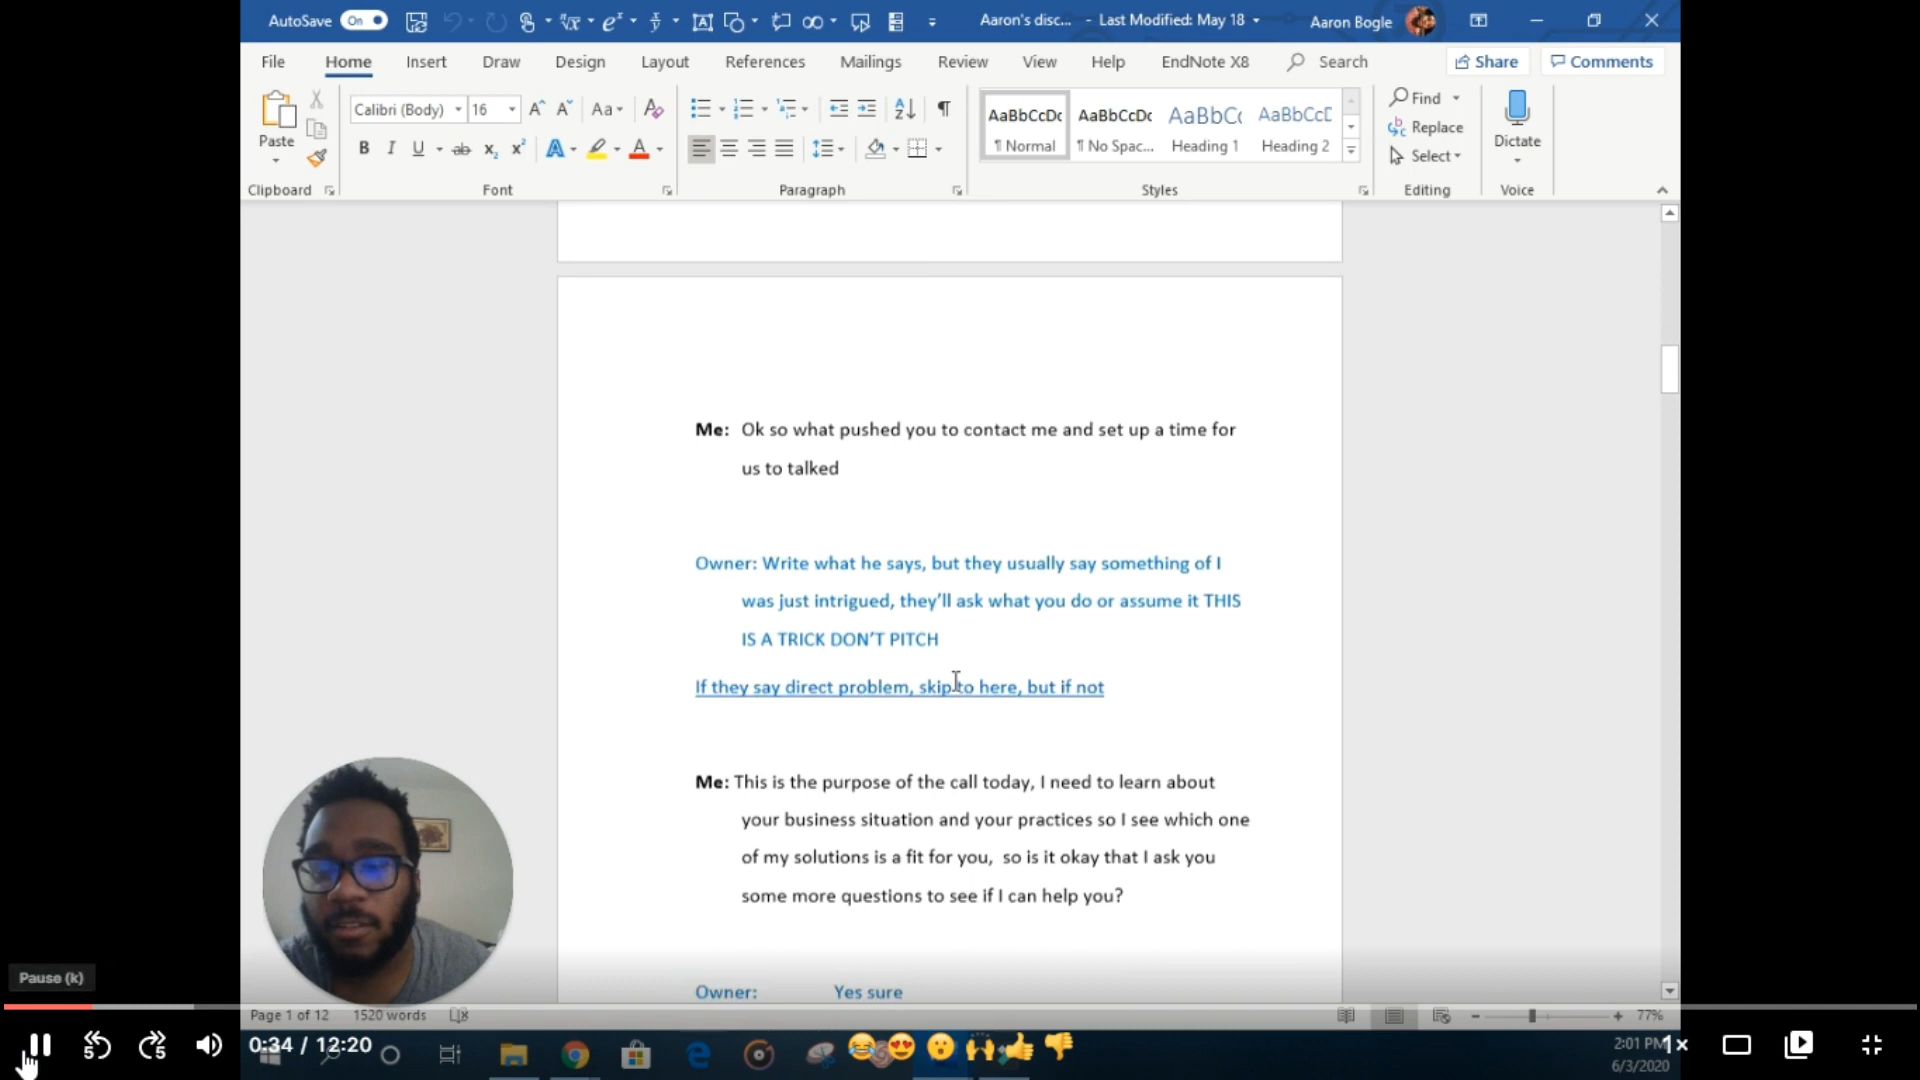 AutoSave On Aaron's disc... - Last Modified: May 18 Aaron Bogle
File Home Insert Draw Design Layout References Mailings Review View Help EndNote X8 Search Share Comments
Calibri (Body) 16 Aa
Paste
B I U ab x₂ x² A A
Clipboard Font Paragraph Styles Editing Voice
AaBbCcDc AaBbCcDc AaBbCc AaBbCcD
¶ Normal ¶ No Spac... Heading 1 Heading 2
Find
Replace
Select
Dictate
Me: Ok so what pushed you to contact me and set up a time for
us to talked
Owner: Write what he says, but they usually say something of I
was just intrigued, they'll ask what you do or assume it THIS
IS A TRICK DON'T PITCH
If they say direct problem, skip to here, but if not
Me: This is the purpose of the call today, I need to learn about
your business situation and your practices so I see which one
of my solutions is a fit for you, so is it okay that I ask you
some more questions to see if I can help you?
Owner: Yes sure
Pause (k)
Page 1 of 12 1520 words 77%
5 5 0:34 / 12:20 2:01 PM 1×
6/3/2020